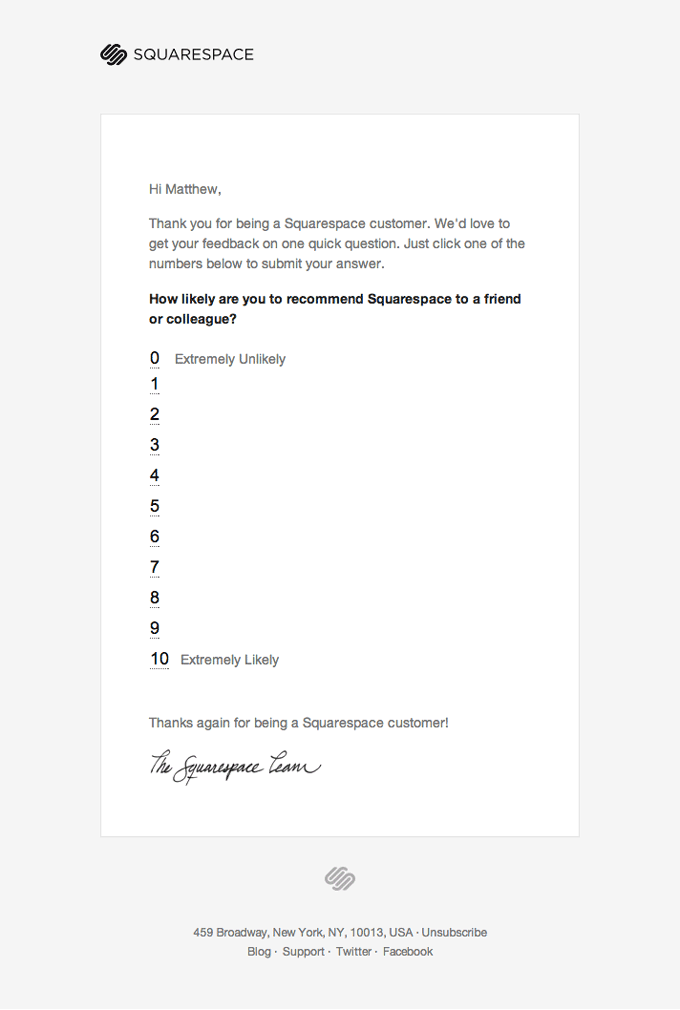 SQUARESPACE
Hi Matthew,
Thank you for being a Squarespace customer. We'd love to
get your feedback on one quick question. Just click one of the
numbers below to submit your answer.
How likely are you to recommend Squarespace to a friend
or colleague?
0 Extremely Unlikely
1
2
3
4
5
6
7
8
9
10 Extremely Likely
Thanks again for being a Squarespace customer!
The Squarespace Team
459 Broadway, New York, NY, 10013, USA · Unsubscribe
Blog · Support · Twitter · Facebook